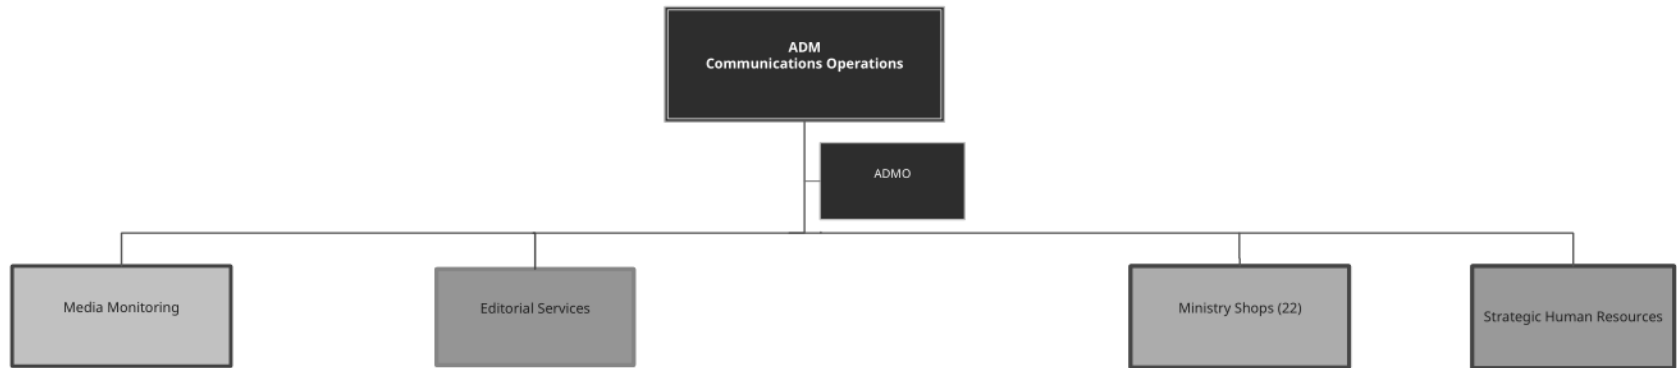 ADM
Communications Operations
ADMO
Media Monitoring
Editorial Services
Ministry Shops (22)
Strategic Human Resources